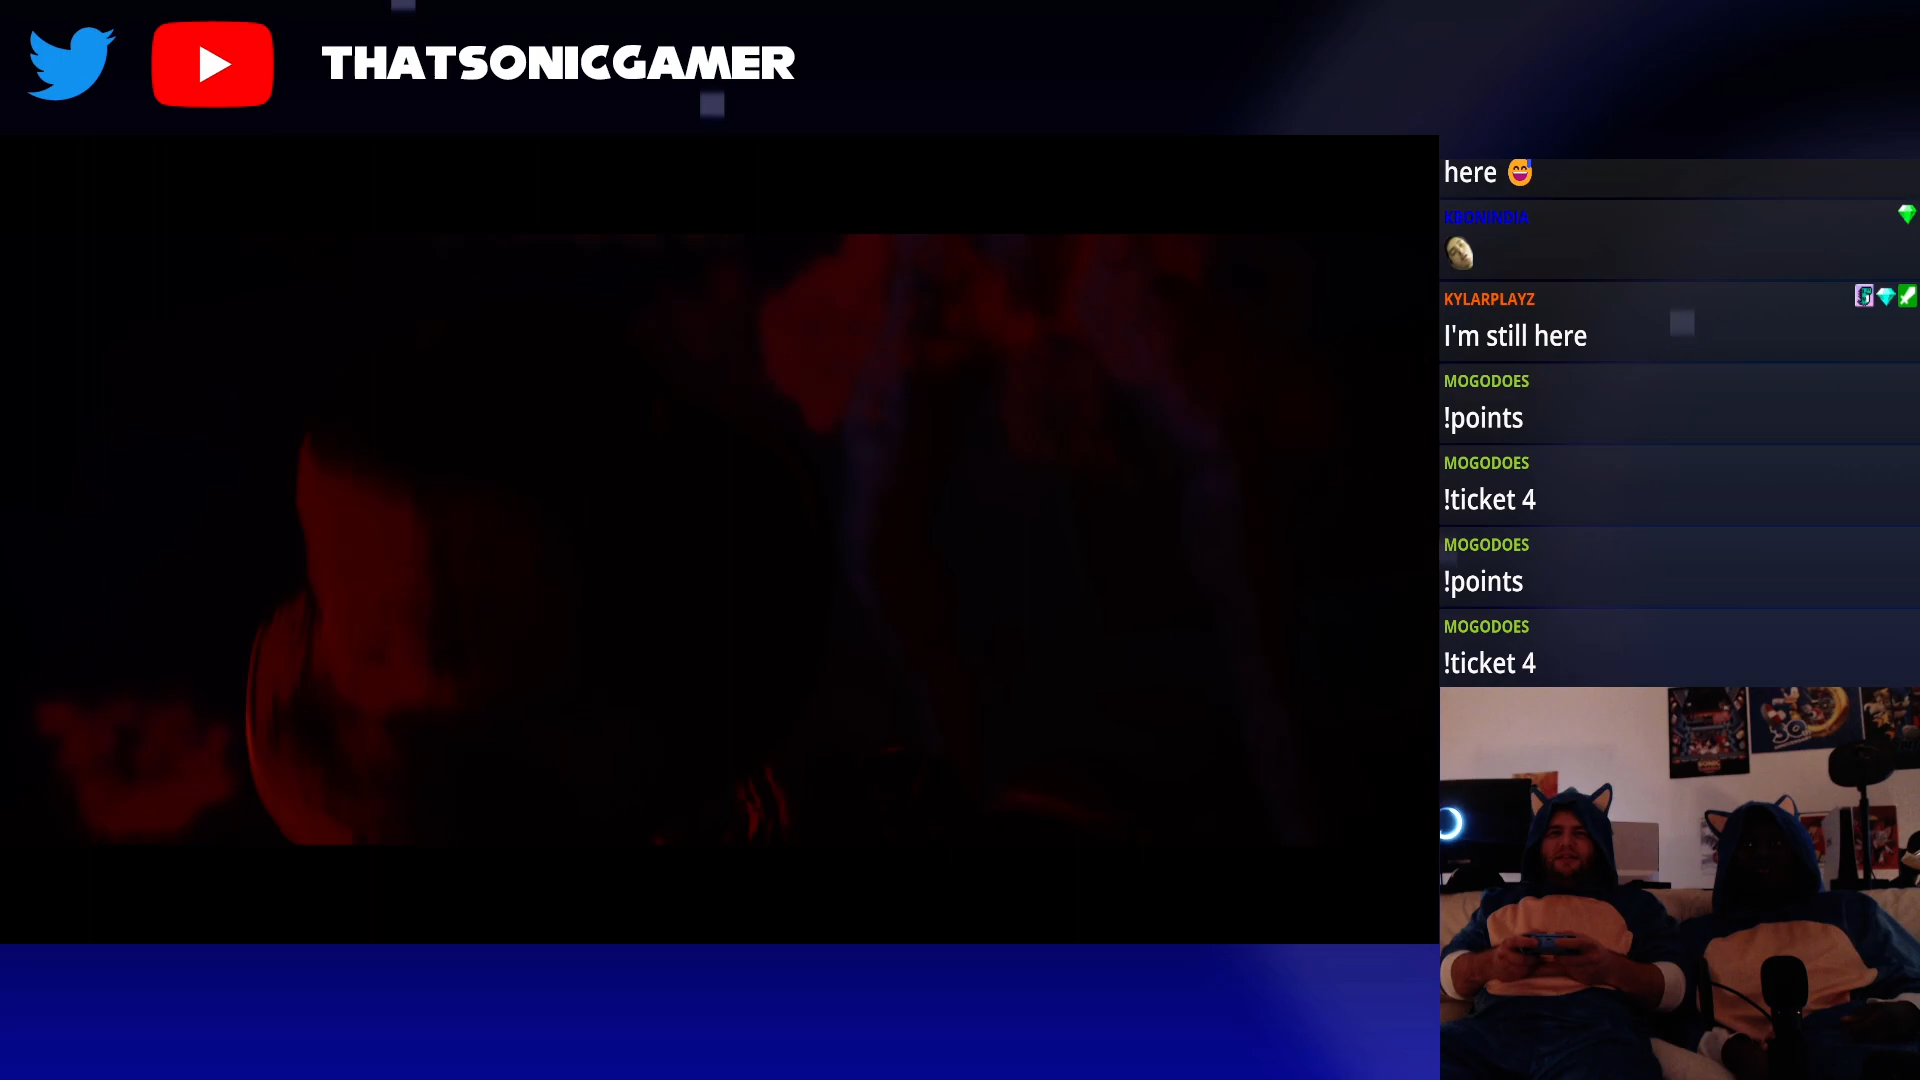 THATSONICGAMER
here 😅
KBONINDIA
KYLARPLAYZ
I'm still here
MOGODOES
!points
MOGODOES
!ticket 4
MOGODOES
!points
MOGODOES
!ticket 4